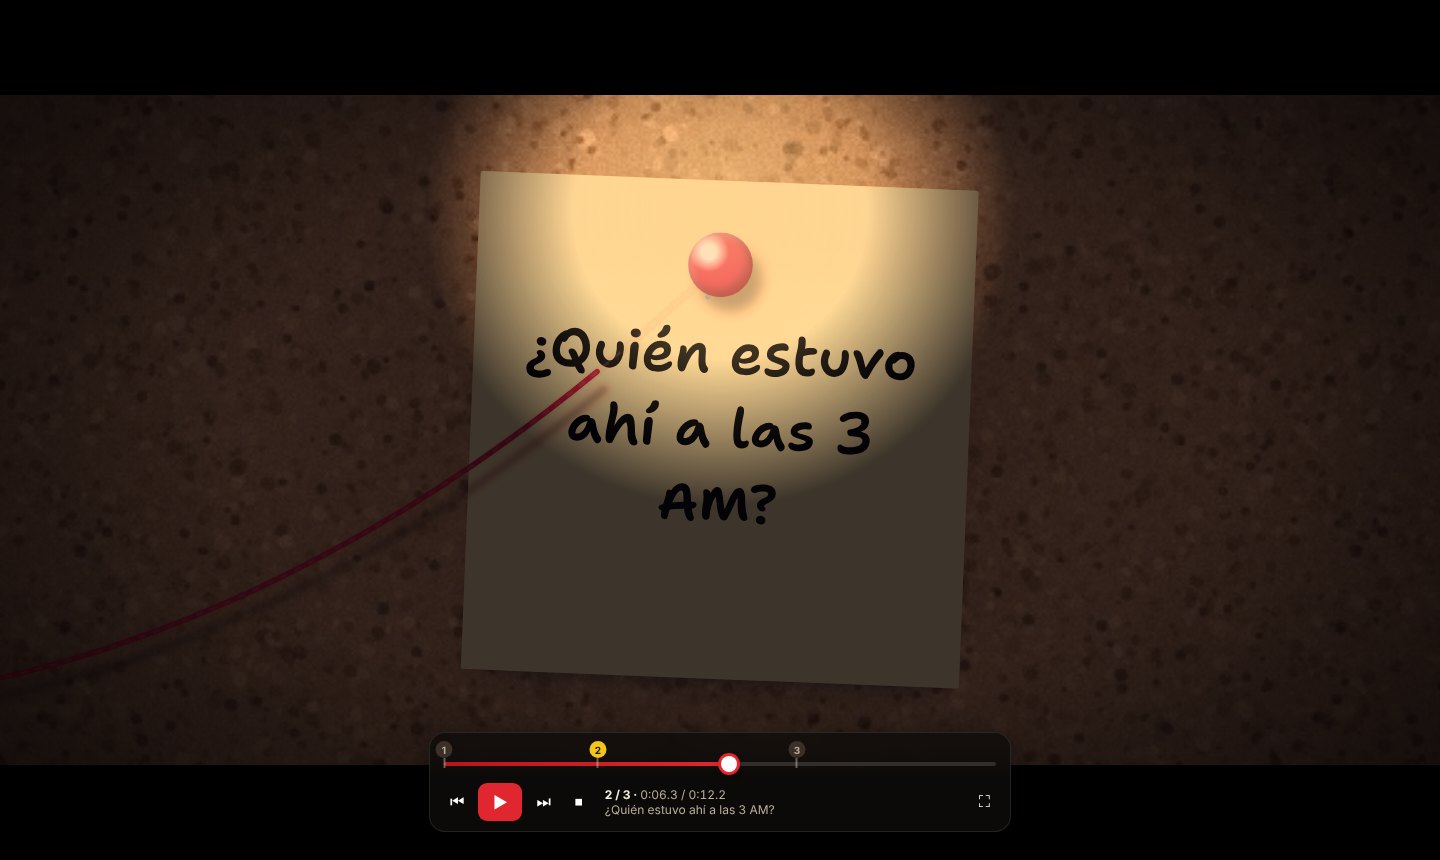 ¿Quién estuvo
ahí a las 3
AM?
1
2
3
2 / 3 · 0:06.3 / 0:12.2
¿Quién estuvo ahí a las 3 AM?